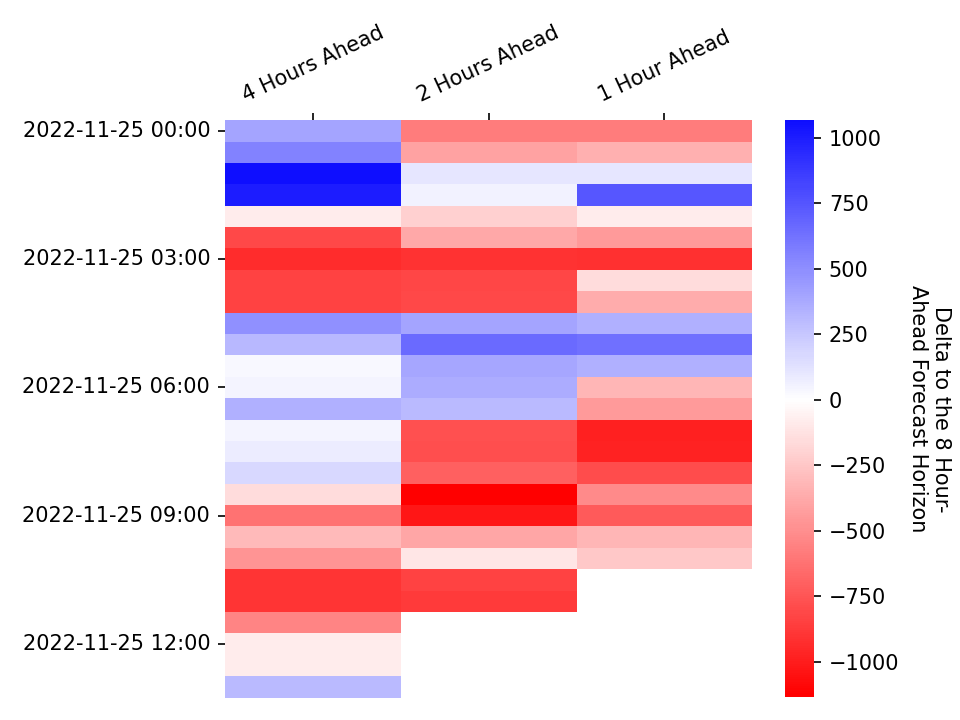 4 Hours Ahead
2 Hours Ahead
1 Hour Ahead
2022-11-25 00:00
2022-11-25 03:00
2022-11-25 06:00
2022-11-25 09:00
2022-11-25 12:00
1000
750
500
250
0
−250
−500
−750
−1000
Delta to the 8 Hour-
Ahead Forecast Horizon